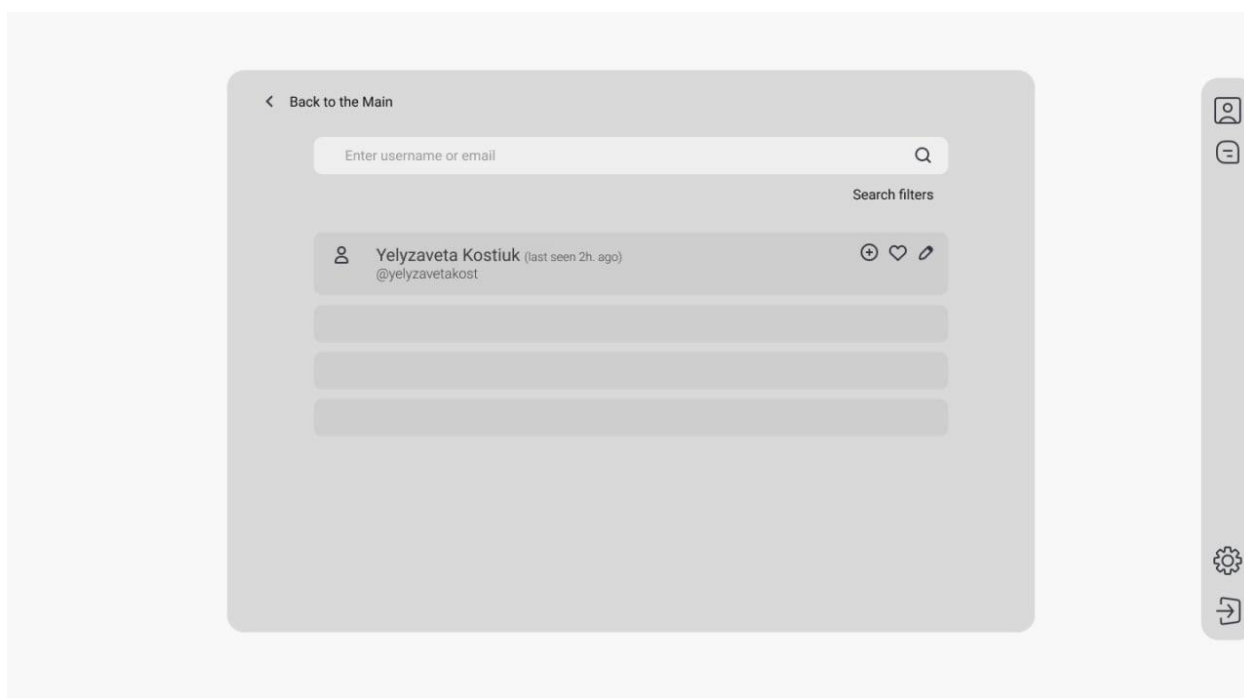 Back to the Main
Enter username or email
Search filters
Yelyzaveta Kostiuk (last seen 2h. ago)
@yelyzavetakost